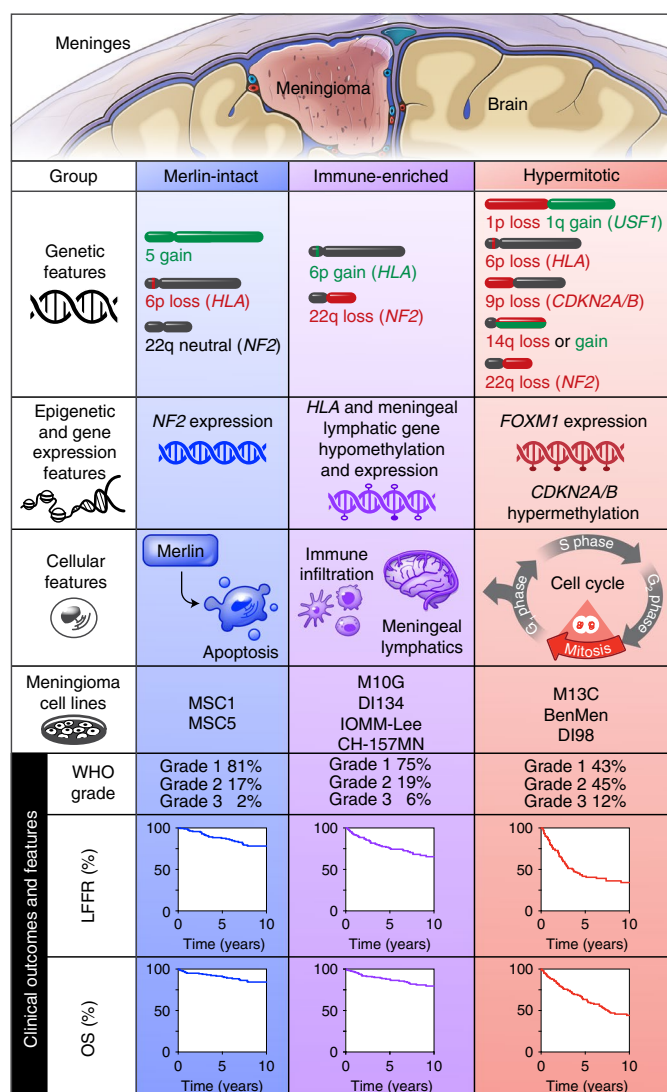 Meninges
Meningioma
Brain
Group
Merlin-intact
Immune-enriched
Hypermitotic
Genetic
features
5 gain
6p loss (HLA)
22q neutral (NF2)
6p gain (HLA)
22q loss (NF2)
1p loss 1q gain (USF1)
6p loss (HLA)
9p loss (CDKN2A/B)
14q loss or gain
22q loss (NF2)
Epigenetic
and gene
expression
features
NF2 expression
HLA and meningeal
lymphatic gene
hypomethylation
and expression
FOXM1 expression
CDKN2A/B
hypermethylation
Cellular
features
Merlin
Apoptosis
Immune
infiltration
Meningeal
lymphatics
S phase
G₂ phase
Mitosis
G₁ phase
Cell cycle
Meningioma
cell lines
MSC1
MSC5
M10G
DI134
IOMM-Lee
CH-157MN
M13C
BenMen
DI98
Clinical outcomes and features
WHO
grade
Grade 1 81%
Grade 2 17%
Grade 3 2%
Grade 1 75%
Grade 2 19%
Grade 3 6%
Grade 1 43%
Grade 2 45%
Grade 3 12%
LFFR (%)
100
50
0
0 5 10
Time (years)
100
50
0
0 5 10
Time (years)
100
50
0
0 5 10
Time (years)
OS (%)
100
50
0
0 5 10
Time (years)
100
50
0
0 5 10
Time (years)
100
50
0
0 5 10
Time (years)